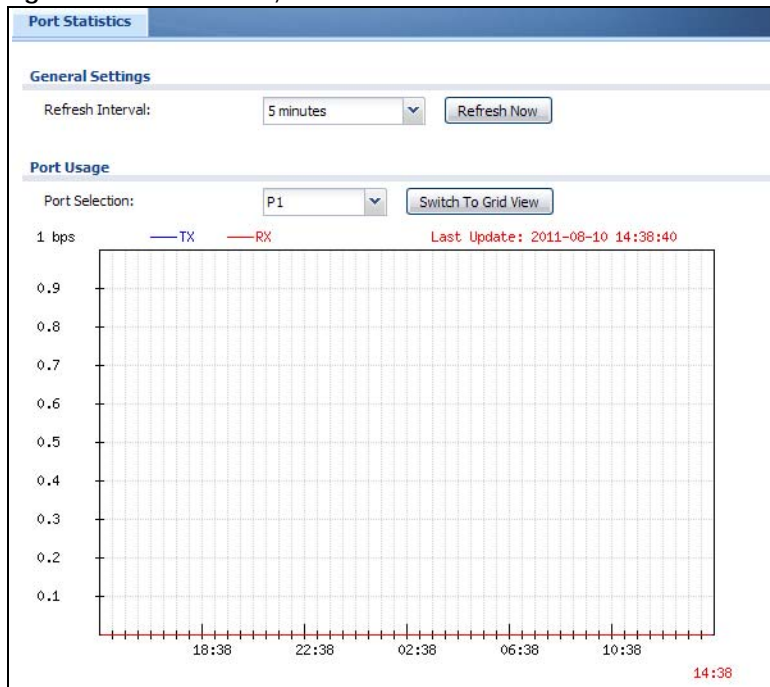 Port Statistics
General Settings
Refresh Interval: 5 minutes Refresh Now
Port Usage
Port Selection: P1 Switch To Grid View
1 bps TX RX Last Update: 2011-08-10 14:38:40
0.9
0.8
0.7
0.6
0.5
0.4
0.3
0.2
0.1
18:38 22:38 02:38 06:38 10:38
14:38